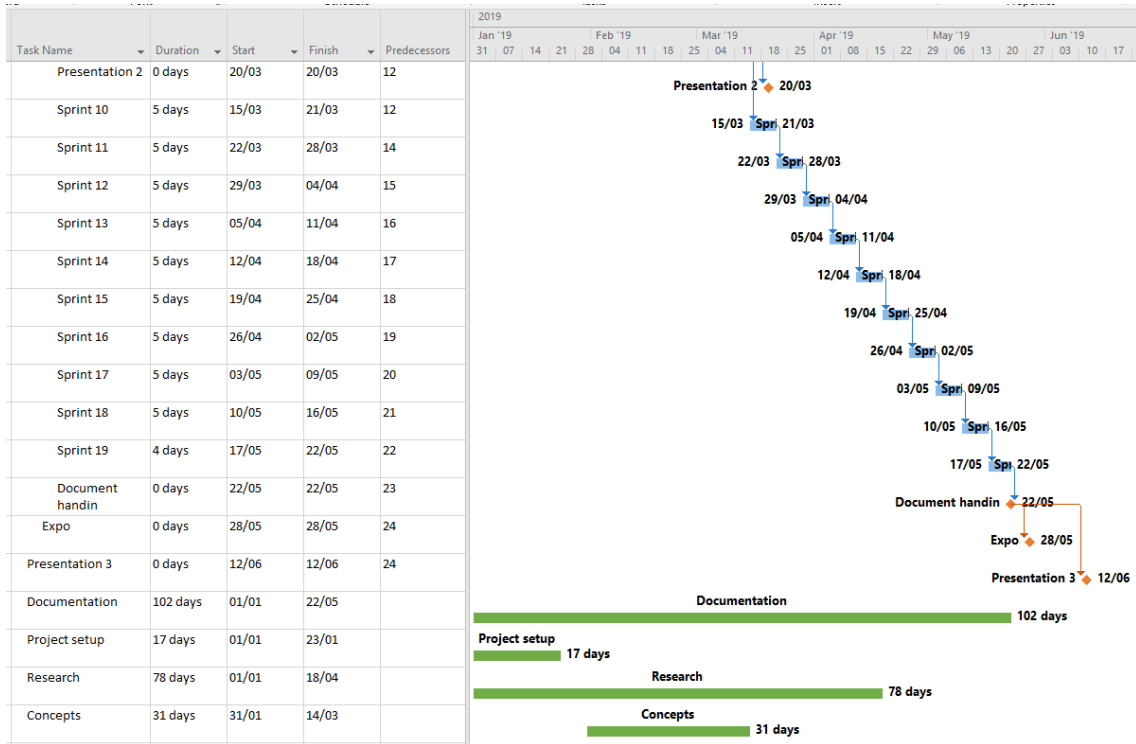 2019
Jan '19 Feb '19 Mar '19 Apr '19 May '19 Jun '19
Task Name Duration Start Finish Predecessors
31 07 14 21 28 04 11 18 25 04 11 18 25 01 08 15 22 29 06 13 20 27 03 10 17
Presentation 2 0 days 20/03 20/03 12
Presentation 2 20/03
Sprint 10 5 days 15/03 21/03 12
15/03 Spri 21/03
Sprint 11 5 days 22/03 28/03 14
22/03 Spri 28/03
Sprint 12 5 days 29/03 04/04 15
29/03 Spri 04/04
Sprint 13 5 days 05/04 11/04 16
05/04 Spri 11/04
Sprint 14 5 days 12/04 18/04 17
12/04 Spri 18/04
Sprint 15 5 days 19/04 25/04 18
19/04 Spri 25/04
Sprint 16 5 days 26/04 02/05 19
26/04 Spri 02/05
Sprint 17 5 days 03/05 09/05 20
03/05 Spri 09/05
Sprint 18 5 days 10/05 16/05 21
10/05 Spri 16/05
Sprint 19 4 days 17/05 22/05 22
17/05 Spr 22/05
Document 0 days 22/05 22/05 23
handin
Document handin 22/05
Expo 0 days 28/05 28/05 24
Expo 28/05
Presentation 3 0 days 12/06 12/06 24
Presentation 3 12/06
Documentation 102 days 01/01 22/05
Documentation
102 days
Project setup 17 days 01/01 23/01
Project setup
17 days
Research 78 days 01/01 18/04
Research
78 days
Concepts 31 days 31/01 14/03
Concepts
31 days